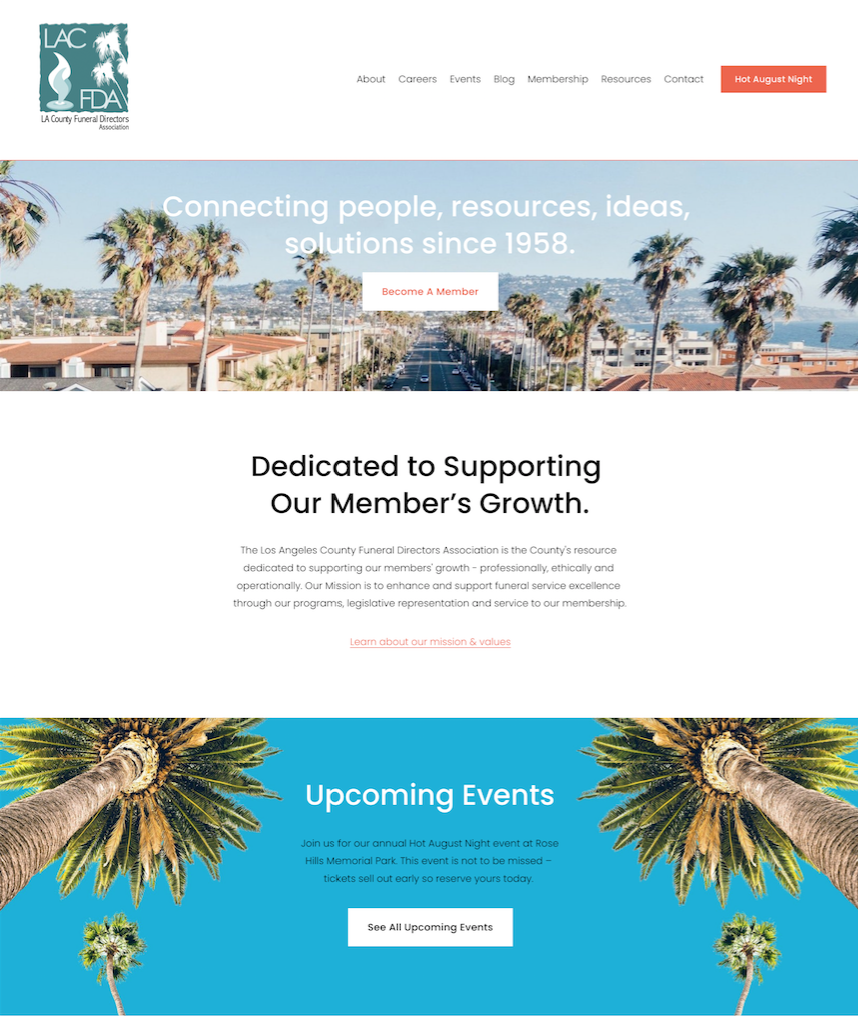 LAC
FDA
LA County Funeral Directors
Association
About Careers Events Blog Membership Resources Contact Hot August Night
Connecting people, resources, ideas,
solutions since 1958.
Become A Member
Dedicated to Supporting
Our Member’s Growth.
The Los Angeles County Funeral Directors Association is the County's resource
dedicated to supporting our members' growth - professionally, ethically and
operationally. Our Mission is to enhance and support funeral service excellence
through our programs, legislative representation and service to our membership.
Learn about our mission & values
Upcoming Events
Join us for our annual Hot August Night event at Rose
Hills Memorial Park. This event is not to be missed –
tickets sell out early so reserve yours today.
See All Upcoming Events